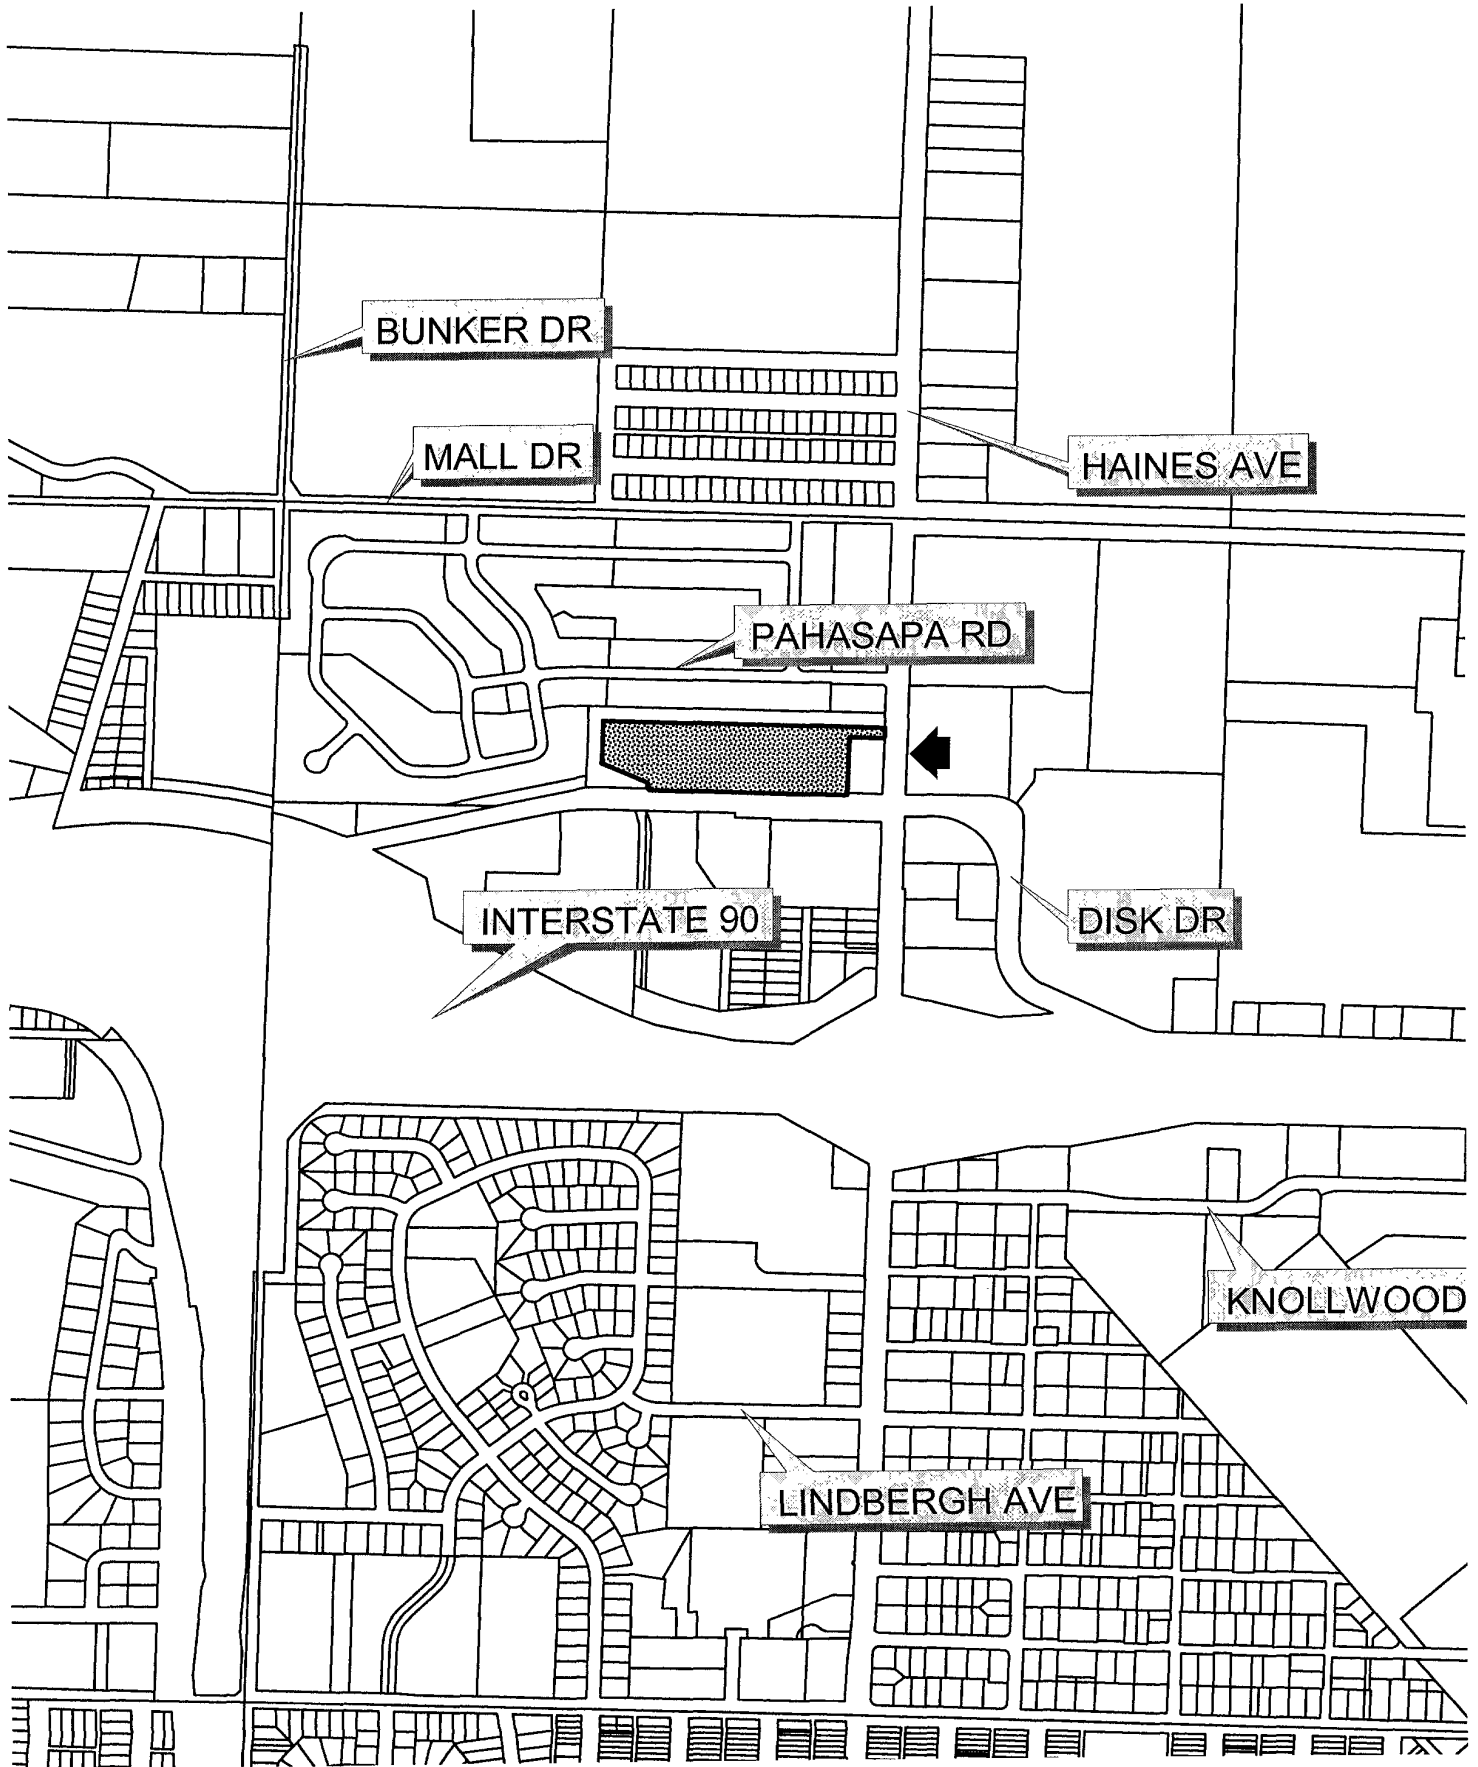 BUNKER DR
MALL DR
HAINES AVE
PAHASAPA RD
INTERSTATE 90
DISK DR
KNOLLWOOD
LINDBERGH AVE